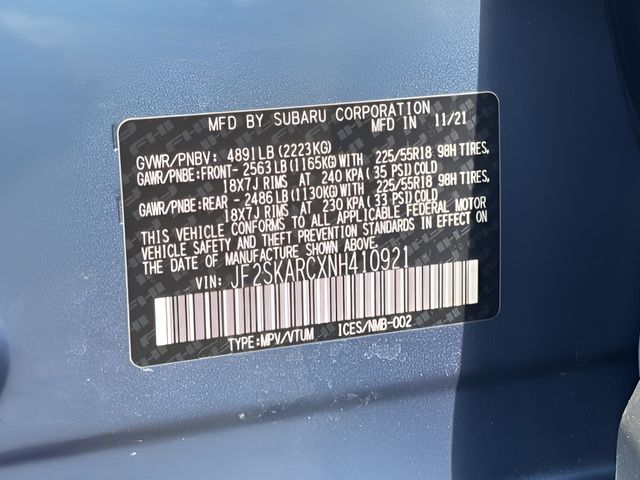 MFD BY SUBARU CORPORATION
MFD IN 11/21
GVWR/PNBV: 4891LB (2223KG)
GAWR/PNBE:FRONT- 2563LB (1165KG)WITH 225/55R18 98H TIRES,
18X7J RIMS AT 240 KPA( 35 PSI)COLD
GAWR/PNBE:REAR - 2486LB (1130KG)WITH 225/55R18 98H TIRES,
18X7J RIMS AT 230 KPA( 33 PSI)COLD
THIS VEHICLE CONFORMS TO ALL APPLICABLE FEDERAL MOTOR
VEHICLE SAFETY AND THEFT PREVENTION STANDARDS IN EFFECT ON
THE DATE OF MANUFACTURE SHOWN ABOVE.
VIN: JF2SKARCXNH410921
TYPE:MPV/VTUM ICES/NMB-002